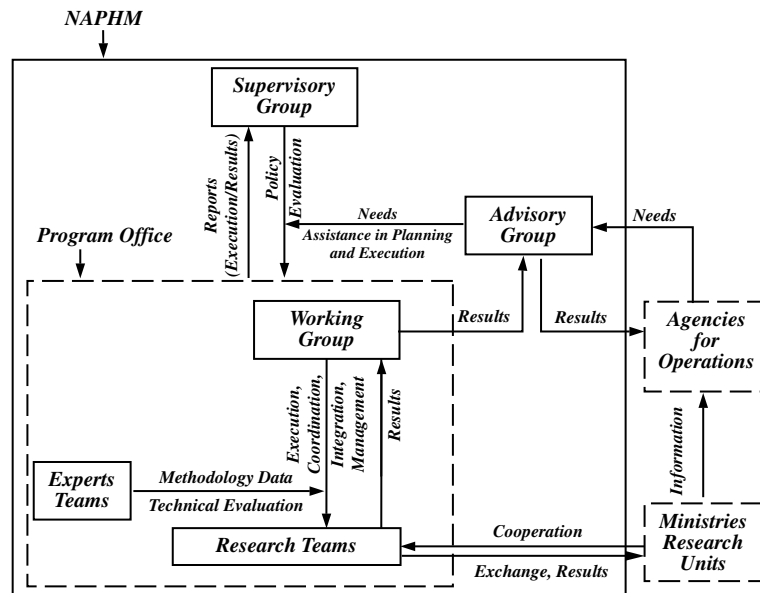 NAPHM
Supervisory
Group
Reports
(Execution/Results)
Policy
Evaluation
Needs
Assistance in Planning
and Execution
Advisory
Group
Needs
Program Office
Working
Group
Results
Results
Agencies
for
Operations
Execution,
Coordination,
Integration,
Management
Results
Information
Experts
Teams
Methodology Data
Technical Evaluation
Research Teams
Cooperation
Exchange, Results
Ministries
Research
Units